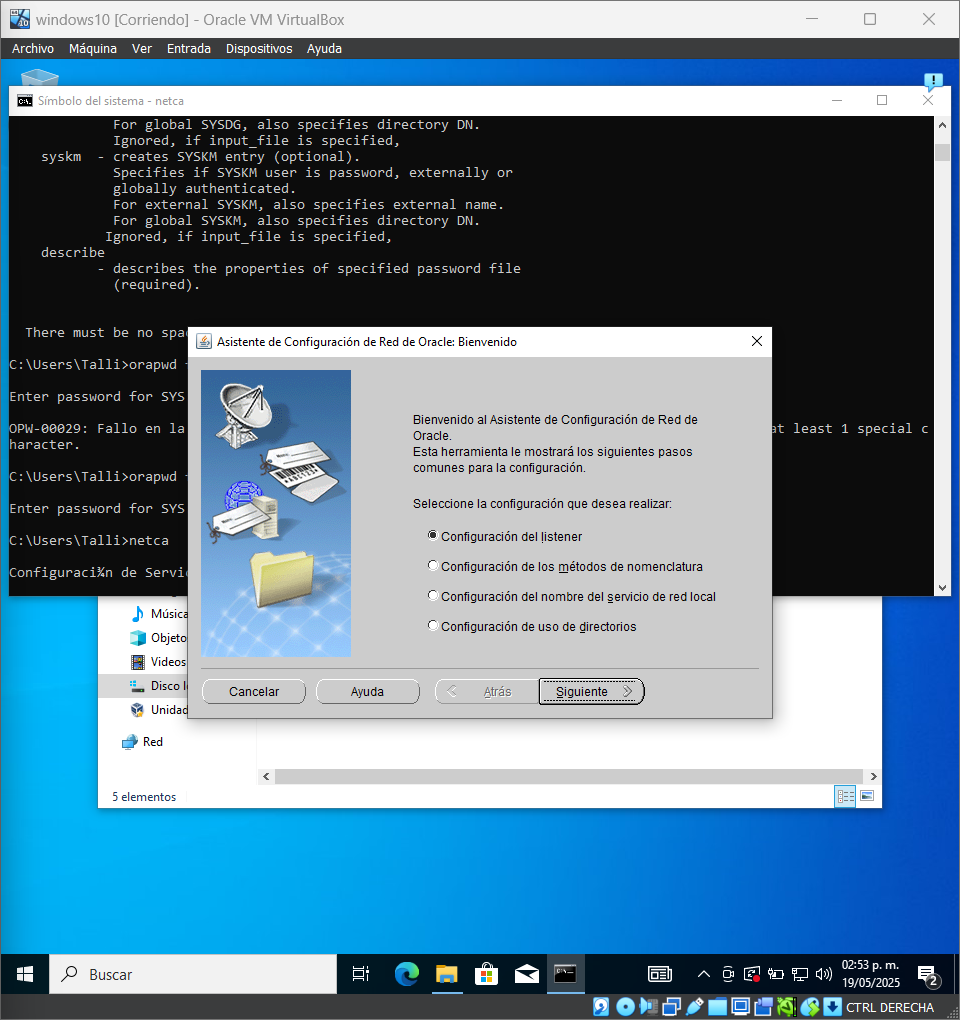 windows10 [Corriendo] - Oracle VM VirtualBox
Archivo Máquina Ver Entrada Dispositivos Ayuda
Símbolo del sistema - netca
For global SYSDG, also specifies directory DN.
Ignored, if input_file is specified,
syskm - creates SYSKM entry (optional).
Specifies if SYSKM user is password, externally or
globally authenticated.
For external SYSKM, also specifies external name.
For global SYSKM, also specifies directory DN.
Ignored, if input_file is specified,
describe
- describes the properties of specified password file
(required).
There must be no spa
C:\Users\Talli>orapwd
Enter password for SYS
OPW-00029: Fallo en la at least 1 special c
haracter.
C:\Users\Talli>orapwd
Enter password for SYS
C:\Users\Talli>netca
Configuraci¾n de Servi
Asistente de Configuración de Red de Oracle: Bienvenido
Bienvenido al Asistente de Configuración de Red de
Oracle.
Esta herramienta le mostrará los siguientes pasos
comunes para la configuración.
Seleccione la configuración que desea realizar:
Configuración del listener
Configuración de los métodos de nomenclatura
Configuración del nombre del servicio de red local
Configuración de uso de directorios
Cancelar Ayuda Atrás Siguiente
Música
Objeto
Videos
Disco l
Unidad
Red
5 elementos
Buscar
02:53 p. m.
19/05/2025
2
CTRL DERECHA